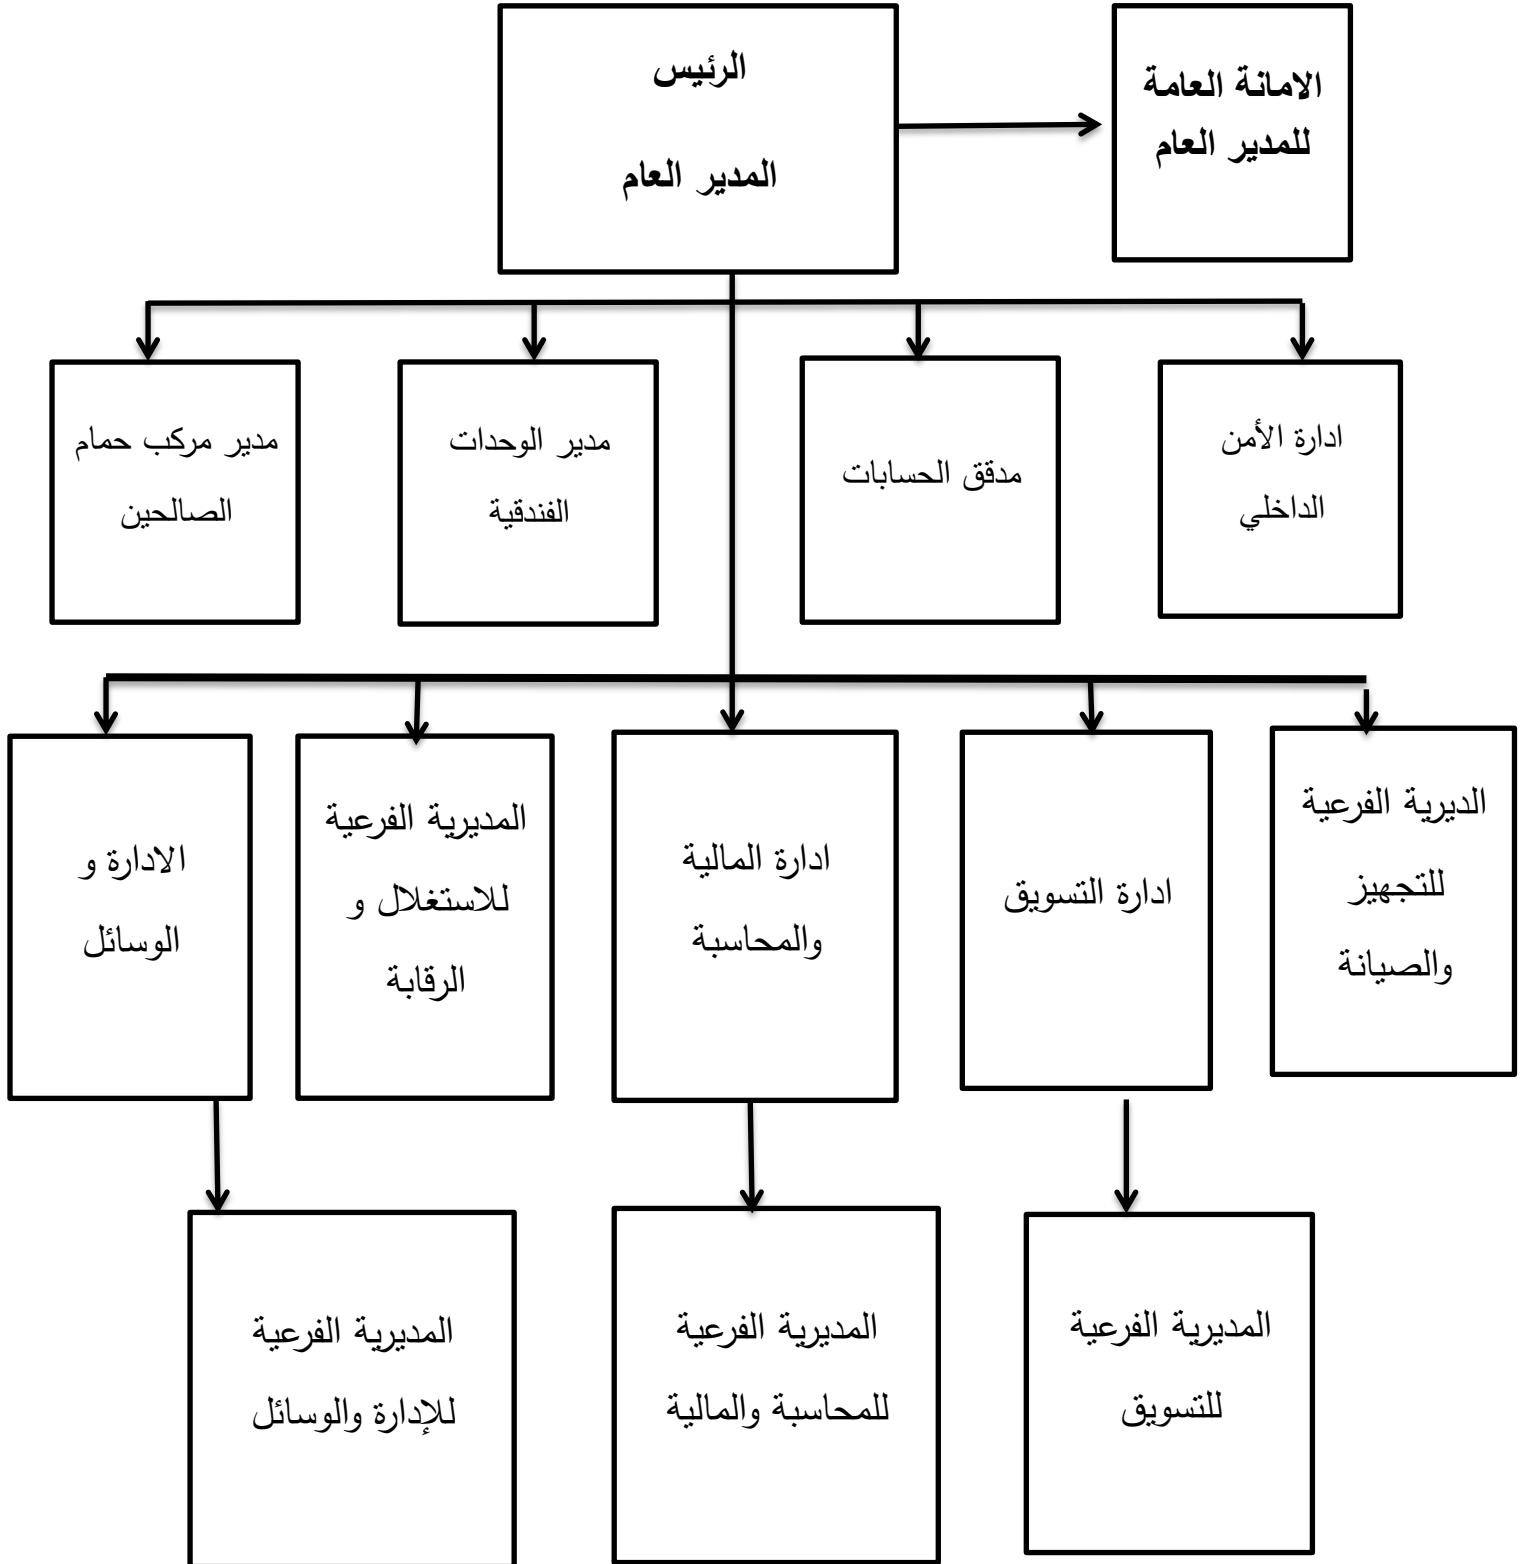 الرئيس
المدير العام
الامانة العامة
للمدير العام
ادارة الأمن
الداخلي
مدقق الحسابات
مدير الوحدات
الفندقية
مدير مركب حمام
الصالحين
الديرية الفرعية
للتجهيز
والصيانة
ادارة التسويق
ادارة المالية
والمحاسبة
المديرية الفرعية
للاستغلال و
الرقابة
الادارة و
الوسائل
المديرية الفرعية
للتسويق
المديرية الفرعية
للمحاسبة والمالية
المديرية الفرعية
للإدارة والوسائل